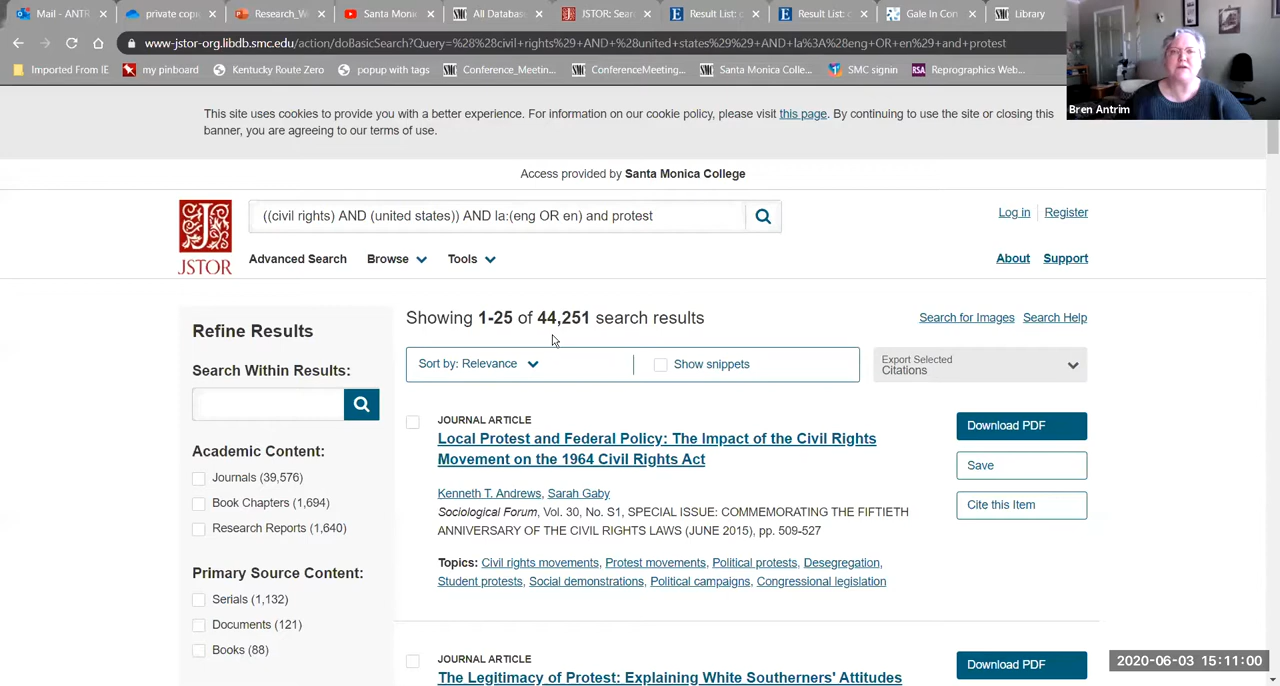 Mail - ANTR
private cop
Research_W
Santa Moni
All Databas
JSTOR: Sear
Result List: c
Result List: c
Gale In Con
Library
www-jstor-org.libdb.smc.edu/action/doBasicSearch?Query=%28%28civil rights%29+AND+%28united states%29%29+AND+la%3A%28eng OR en%29+and+protest
Imported From IE
my pinboard
Kentucky Route Zero
popup with tags
Conference_Meetin...
ConferenceMeeting...
Santa Monica Colle...
SMC signin
Reprographics Web...
Bren Antrim
This site uses cookies to provide you with a better experience. For information on our cookie policy, please visit this page. By continuing to use the site or closing this
banner, you are agreeing to our terms of use.
Access provided by Santa Monica College
JSTOR
((civil rights) AND (united states)) AND la:(eng OR en) and protest
Log in
Register
Advanced Search
Browse
Tools
About
Support
Refine Results
Search Within Results:
Academic Content:
Journals (39,576)
Book Chapters (1,694)
Research Reports (1,640)
Primary Source Content:
Serials (1,132)
Documents (121)
Books (88)
Showing 1-25 of 44,251 search results
Search for Images
Search Help
Sort by: Relevance
Show snippets
Export Selected
Citations
JOURNAL ARTICLE
Local Protest and Federal Policy: The Impact of the Civil Rights
Movement on the 1964 Civil Rights Act
Kenneth T. Andrews, Sarah Gaby
Sociological Forum, Vol. 30, No. S1, SPECIAL ISSUE: COMMEMORATING THE FIFTIETH
ANNIVERSARY OF THE CIVIL RIGHTS LAWS (JUNE 2015), pp. 509-527
Topics: Civil rights movements, Protest movements, Political protests, Desegregation,
Student protests, Social demonstrations, Political campaigns, Congressional legislation
Download PDF
Save
Cite this Item
JOURNAL ARTICLE
The Legitimacy of Protest: Explaining White Southerners' Attitudes
Download PDF
2020-06-03 15:11:00